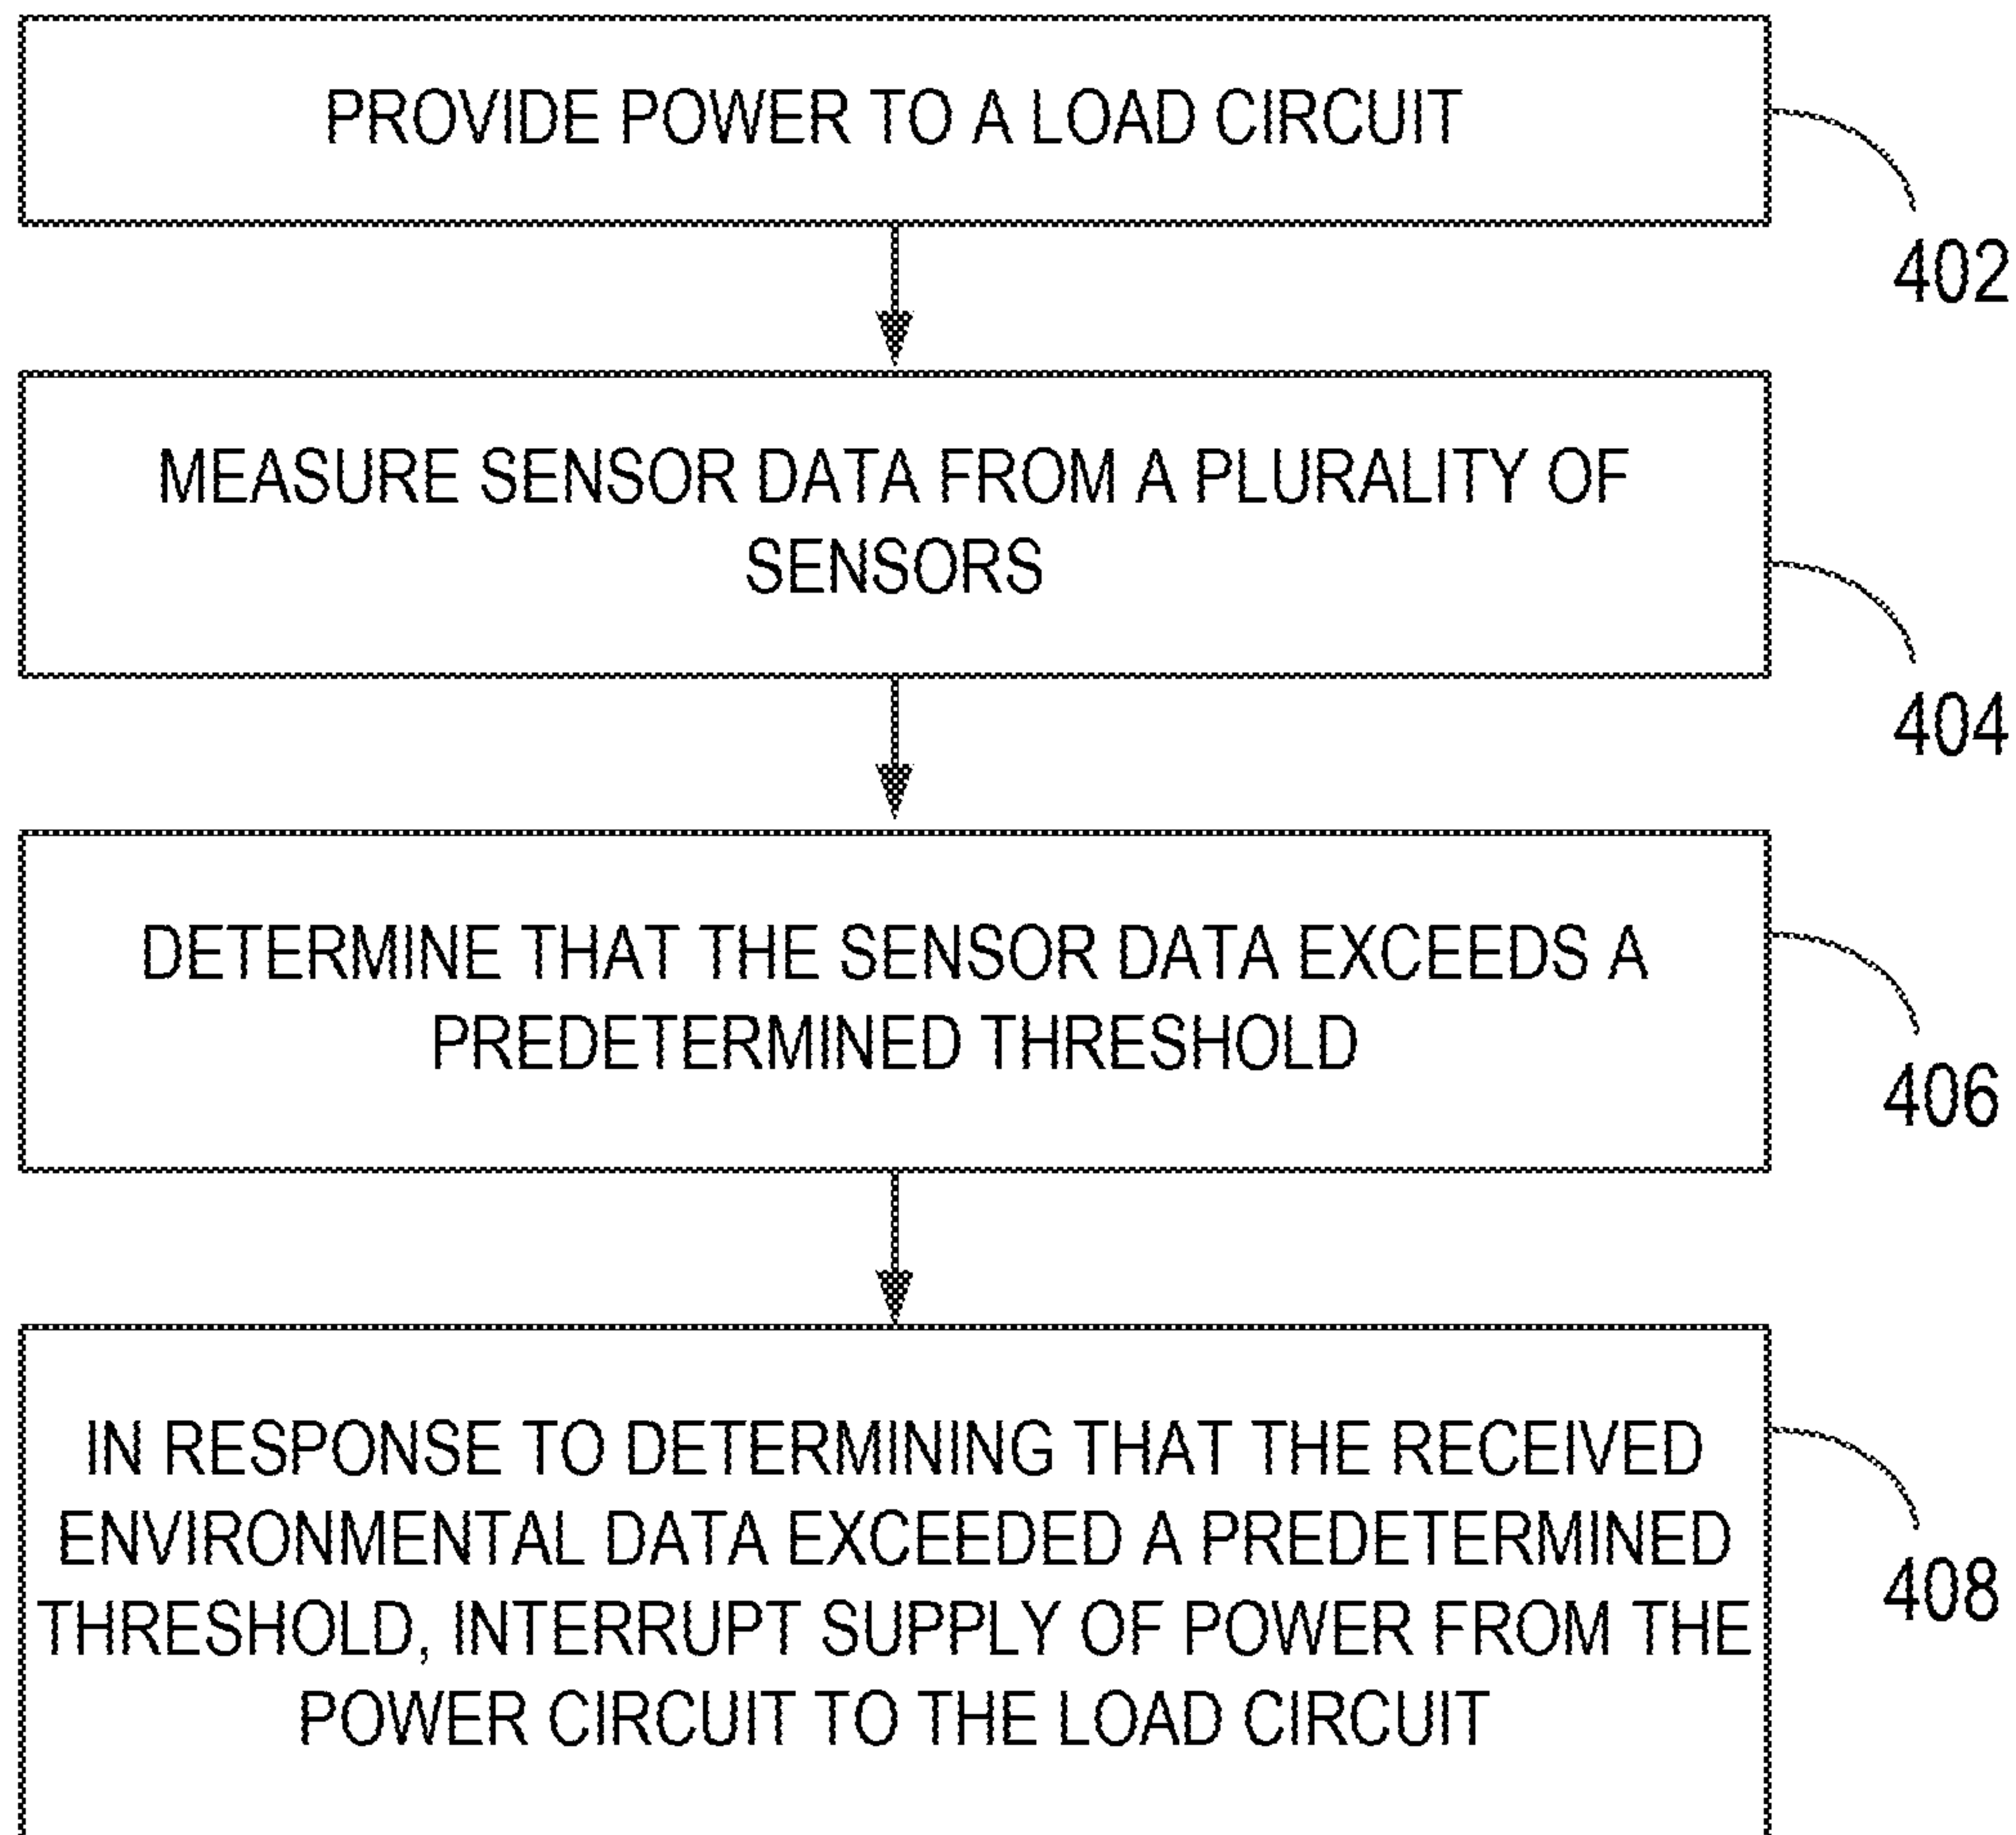 PROVIDE POWER TO A LOAD CIRCUIT
402
MEASURE SENSOR DATA FROM A PLURALITY OF
SENSORS
404
DETERMINE THAT THE SENSOR DATA EXCEEDS A
PREDETERMINED THRESHOLD
406
IN RESPONSE TO DETERMINING THAT THE RECEIVED
ENVIRONMENTAL DATA EXCEEDED A PREDETERMINED
THRESHOLD, INTERRUPT SUPPLY OF POWER FROM THE
POWER CIRCUIT TO THE LOAD CIRCUIT
408